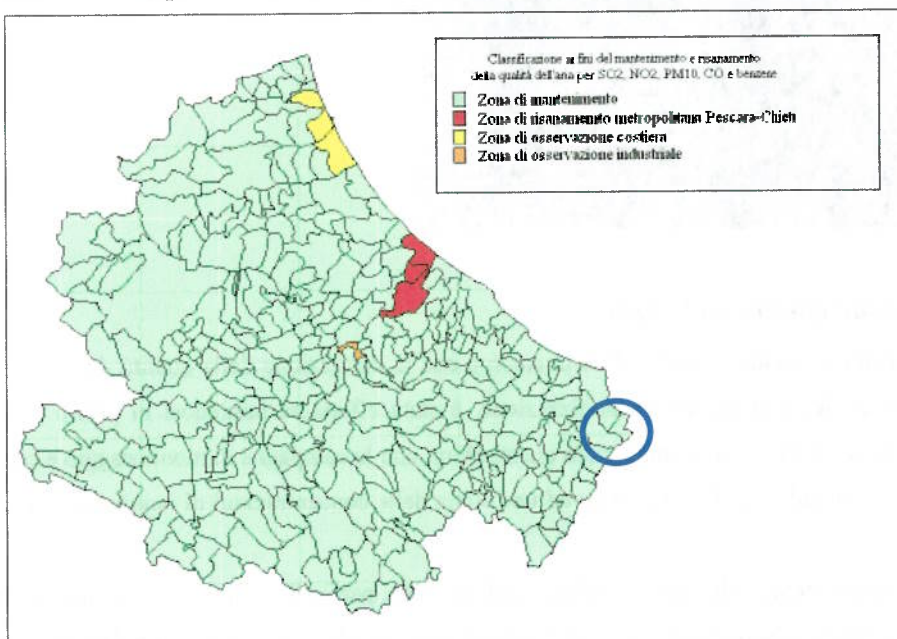 Classificazione ai fini del mantenimento e risanamento
della qualità dell'aria per SO2, NO2, PM10, CO e benzene
Zona di mantenimento
Zona di risanamento metropolitana Pescara-Chieti
Zona di osservazione costiera
Zona di osservazione industriale